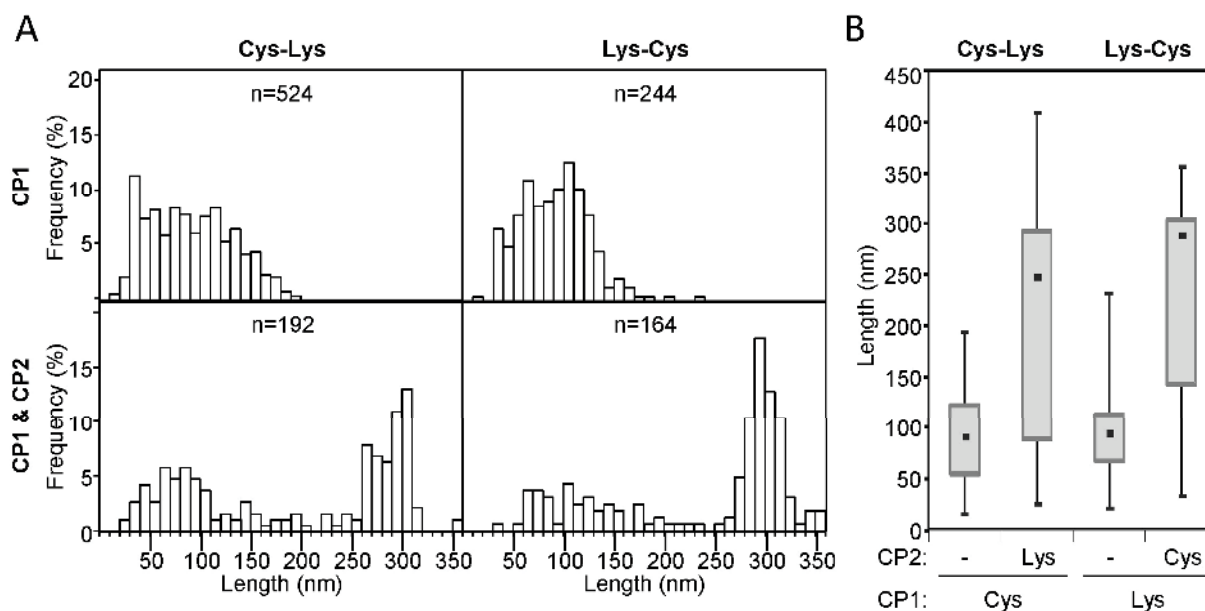 A
Cys-Lys
Lys-Cys
CP1
Frequency (%)
20
15
10
5
n=524
n=244
CP1 & CP2
Frequency (%)
15
10
5
0
n=192
n=164
50 100 150 200 250 300 350
50 100 150 200 250 300 350
Length (nm)
Length (nm)
B
Cys-Lys
Lys-Cys
Length (nm)
450
400
350
300
250
200
150
100
50
0
CP2: - Lys - Cys
CP1: Cys Lys